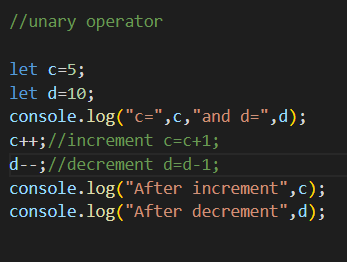 //unary operator
let c=5;
let d=10;
console.log("c=",c,"and d=",d);
c++;//increment c=c+1;
d--;//decrement d=d-1;
console.log("After increment",c);
console.log("After decrement",d);